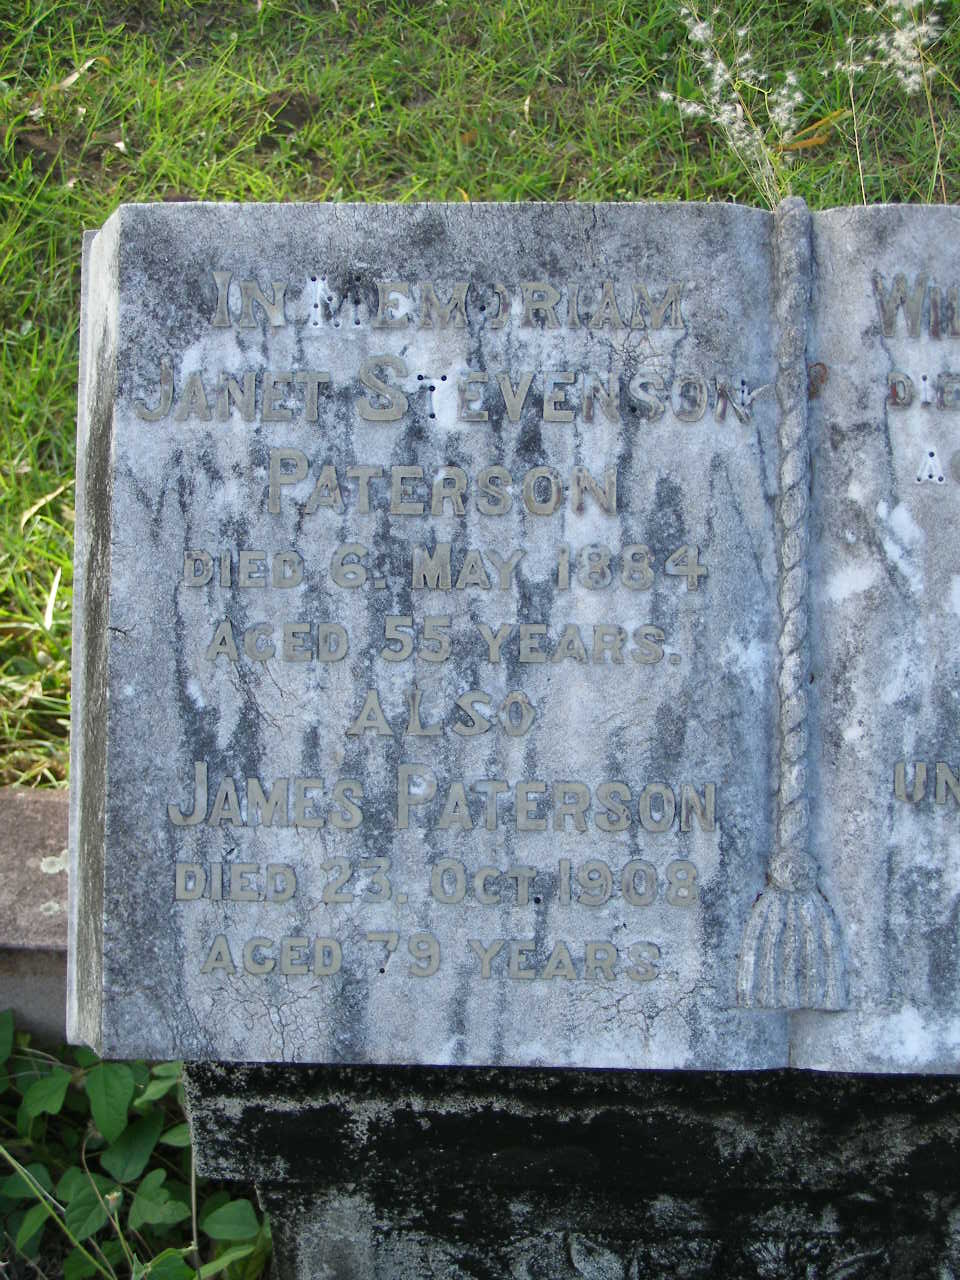 IN MEMORIAM
JANET STEVENSON
PATERSON
DIED 6. MAY 1884
AGED 55 YEARS.
ALSO
JAMES PATERSON
DIED 23. OCT. 1908
AGED 79 YEARS